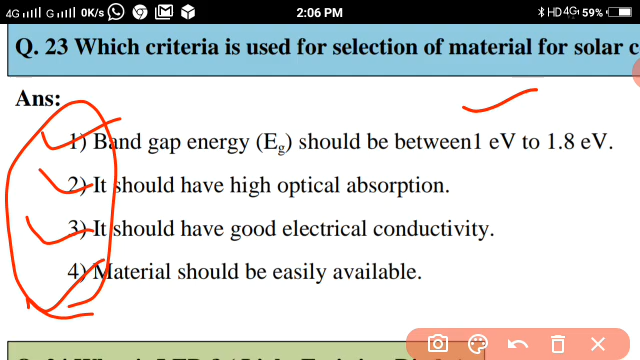 4G G 0K/s 2:06 PM HD 4G 59%
Q. 23 Which criteria is used for selection of material for solar c
Ans:
1) Band gap energy (Eg) should be between1 eV to 1.8 eV.
2) It should have high optical absorption.
3) It should have good electrical conductivity.
4) Material should be easily available.